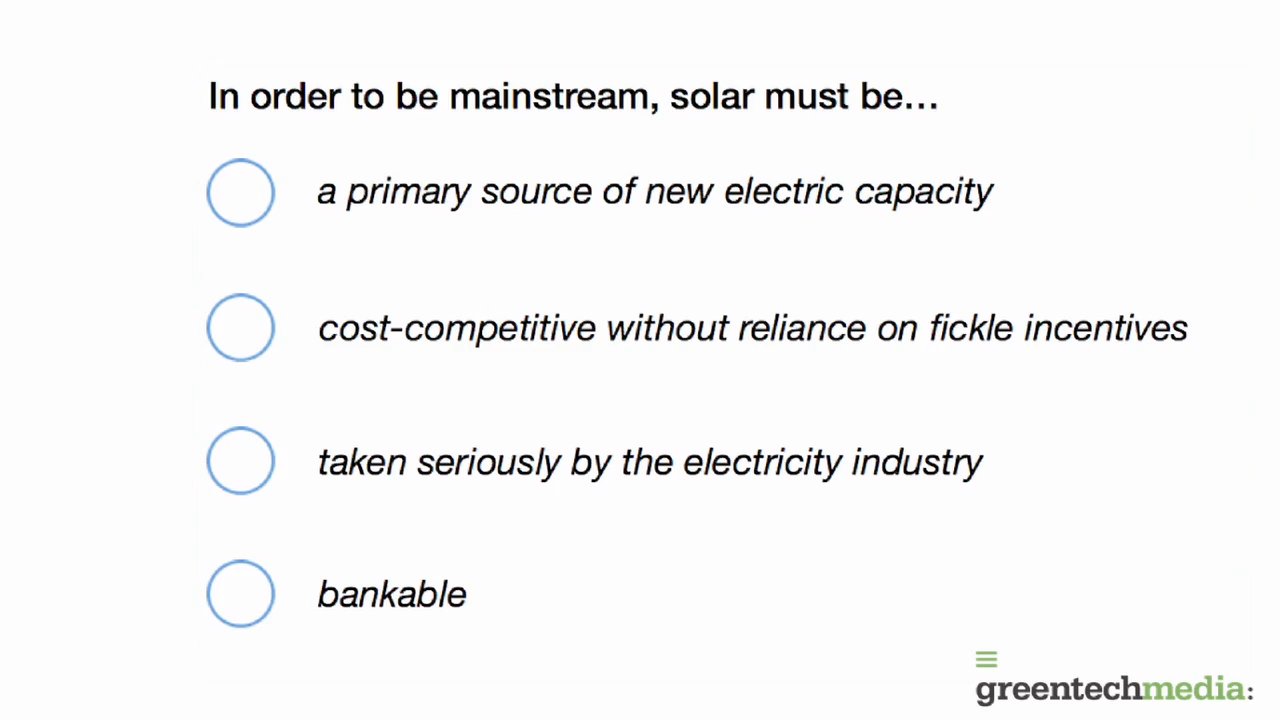 In order to be mainstream, solar must be…
a primary source of new electric capacity
cost-competitive without reliance on fickle incentives
taken seriously by the electricity industry
bankable
greentechmedia: